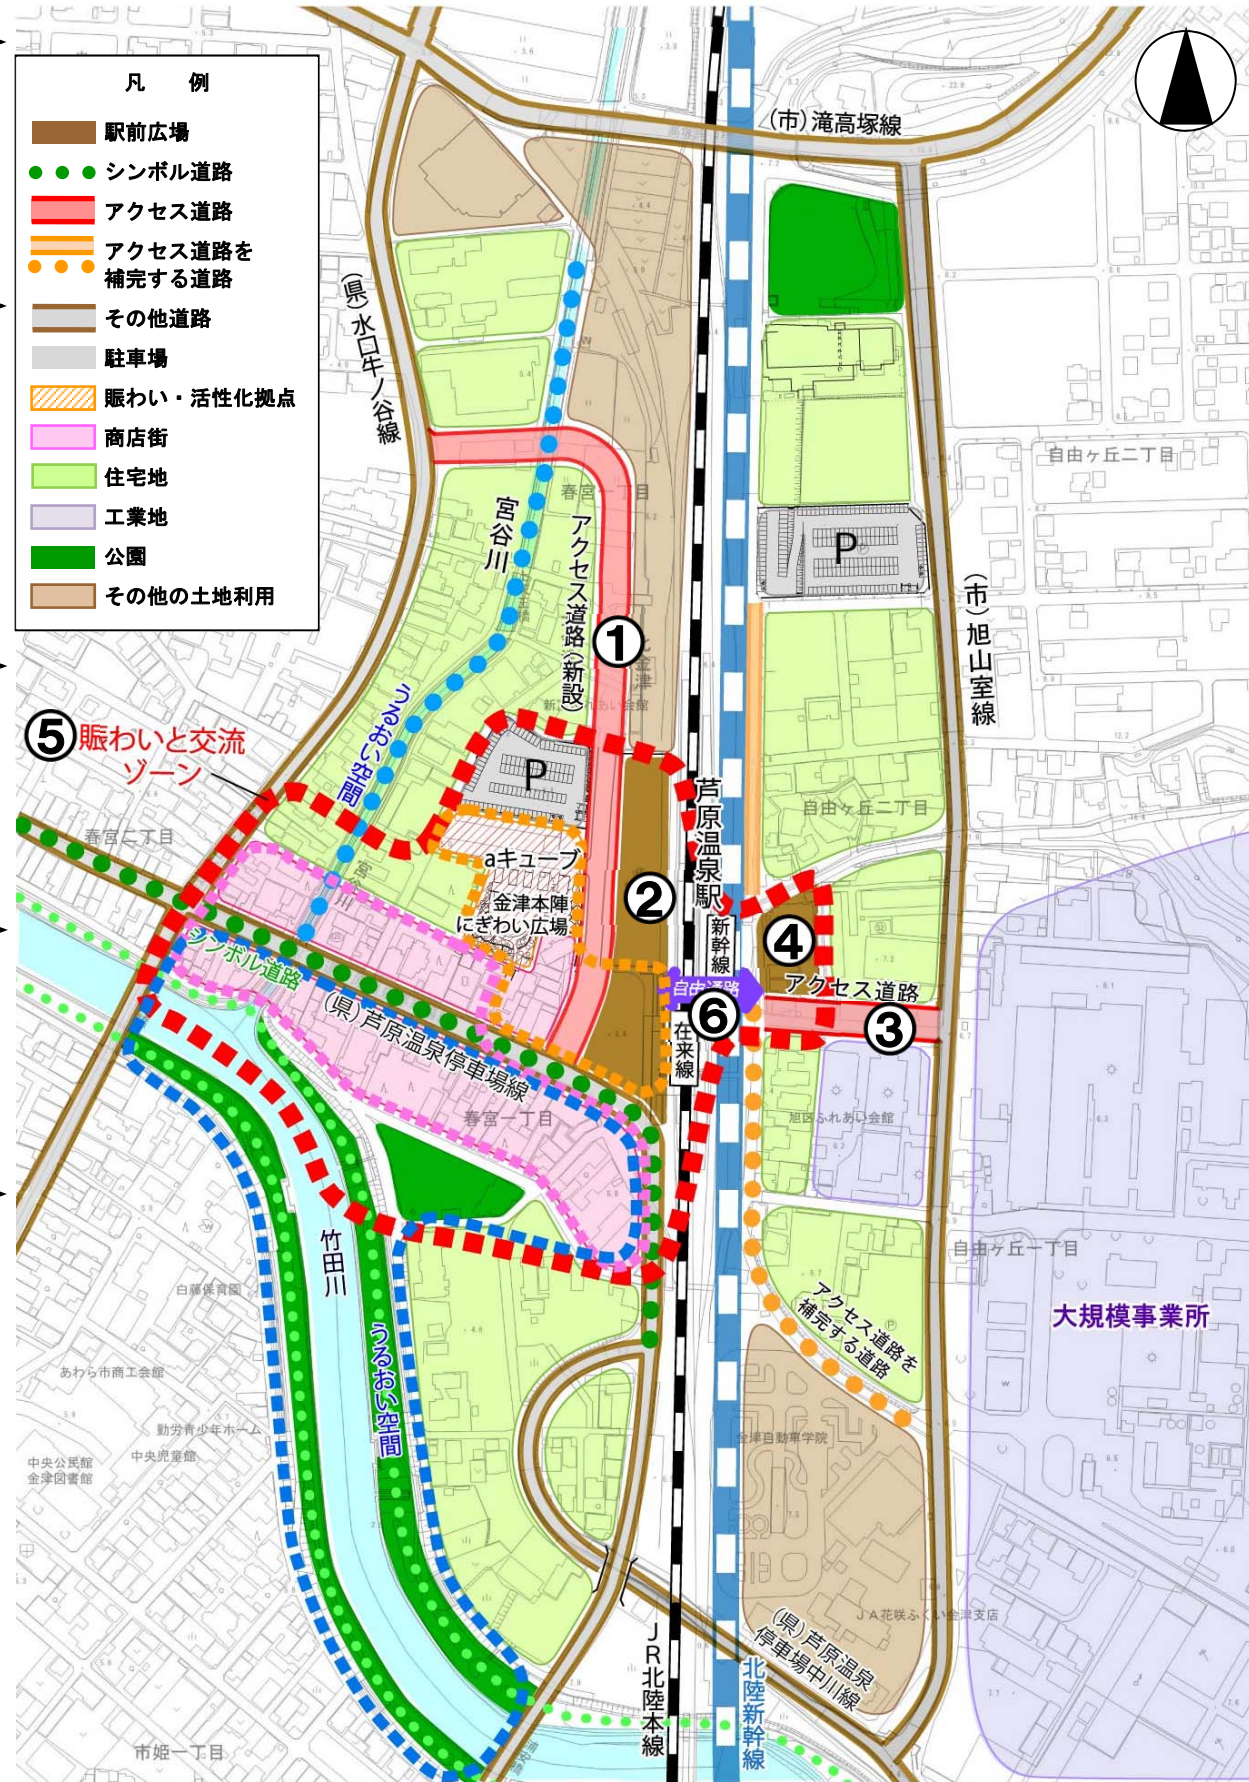 凡 例
駅前広場
シンボル道路
アクセス道路
アクセス道路を
補完する道路
その他道路
駐車場
賑わい・活性化拠点
商店街
住宅地
工業地
公園
その他の土地利用
(市)滝高塚線
(県)水口牛ノ谷線
自由ヶ丘二丁目
春宮一丁目
宮谷川
P
アクセス道路(新設)
①
(市)旭山室線
うるおい空間
⑤賑わいと交流
ゾーン
P
芦原温泉駅
自由ヶ丘二丁目
春宮二丁目
宮谷川
aキューブ
金津本陣
にぎわい広場
②
新幹線
④
シンボル道路
自由通路
アクセス道路
⑥
③
(県)芦原温泉停車場線
在来線
春宮一丁目
旭区ふれあい会館
竹田川
自由ヶ丘一丁目
白藤保育園
アクセス道路を
補完する道路
P
大規模事業所
うるおい空間
あわら市商工会館
勤労青少年ホーム
中央児童館
中央公民館
金津図書館
金津自動車学院
JA花咲ふくい金津支店
(県)芦原温泉
停車場中川線
JR北陸本線
北陸新幹線
市姫一丁目